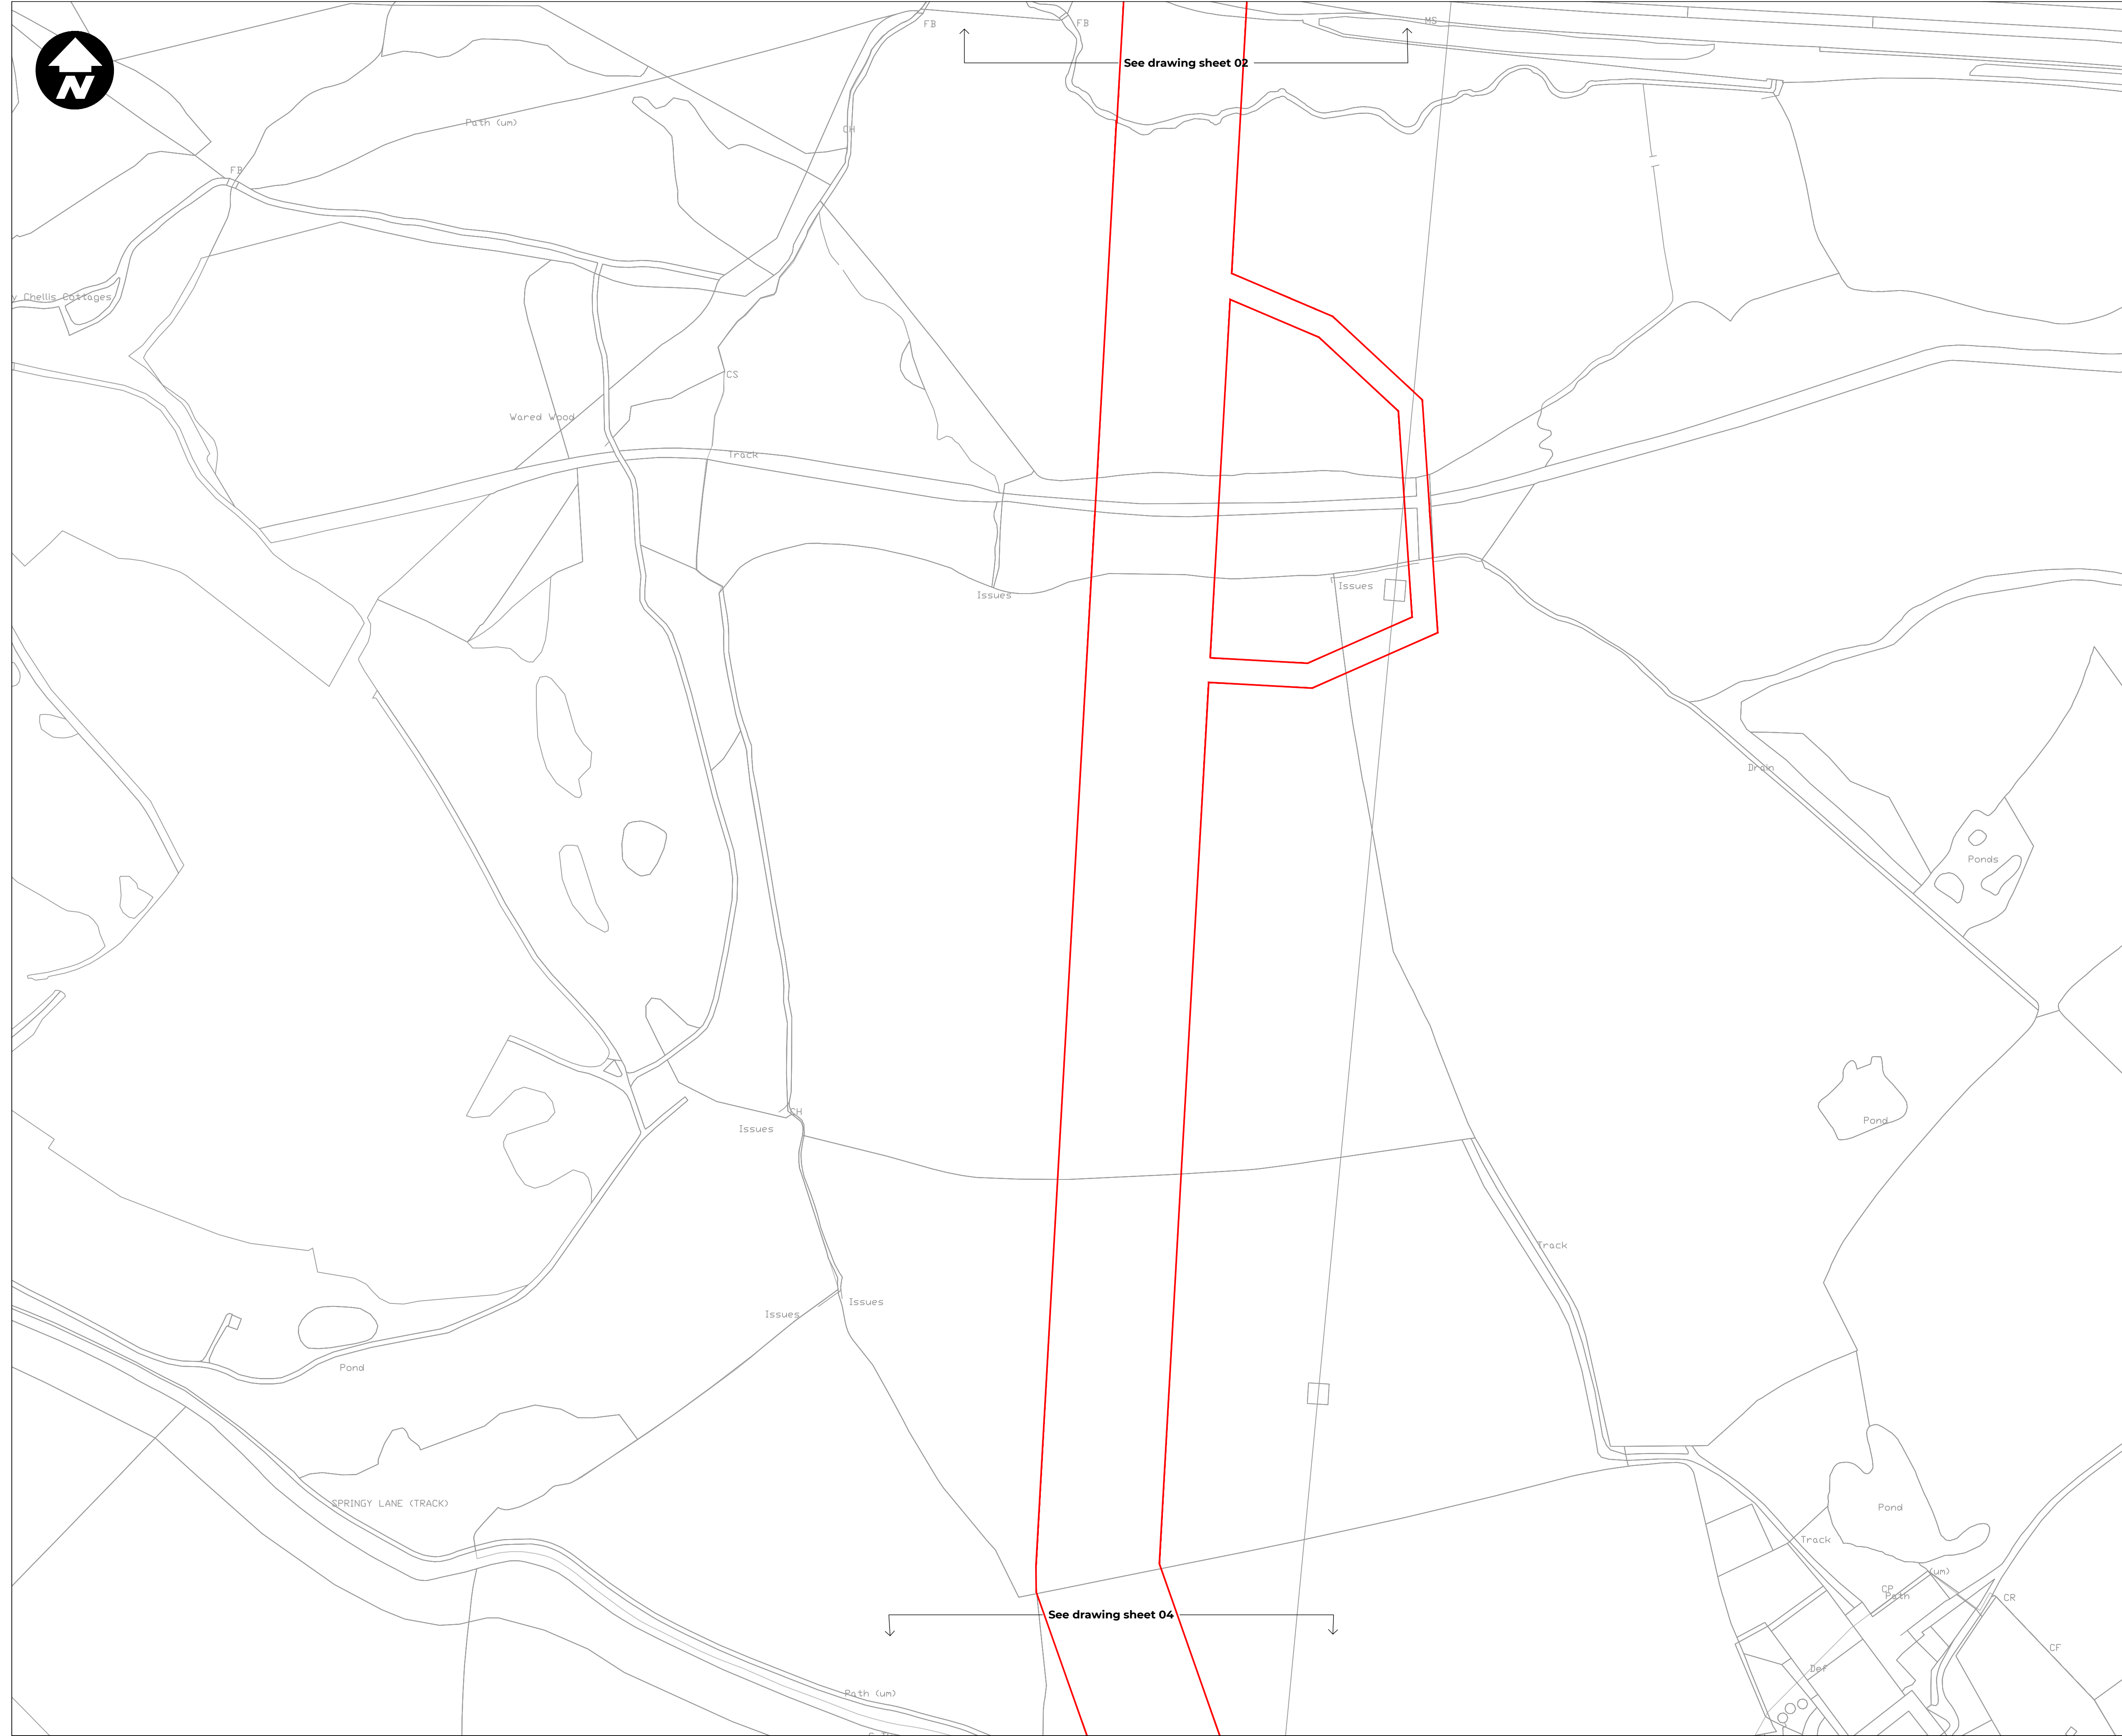 FB
FB
MS
See drawing sheet 02
N
Path (um)
CH
FB
y Chellis Cottages
CS
Wared Wood
Track
Issues
Issues
Drain
Ponds
CH
Issues
Pond
Track
Issues
Issues
Pond
SPRINGY LANE (TRACK)
Pond
Track
(um)
CP
Path
CR
See drawing sheet 04
CF
Def
Path (um)